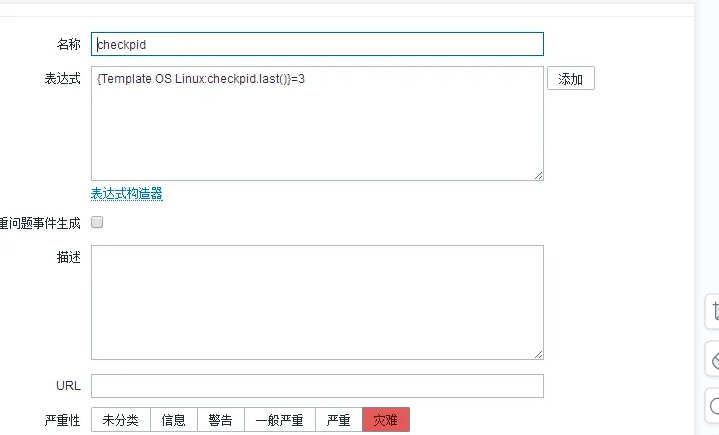 名称 checkpid
表达式 {Template OS Linux:checkpid.last()}=3 添加
表达式构造器
重问题事件生成
描述
URL
严重性 未分类 信息 警告 一般严重 严重 灾难